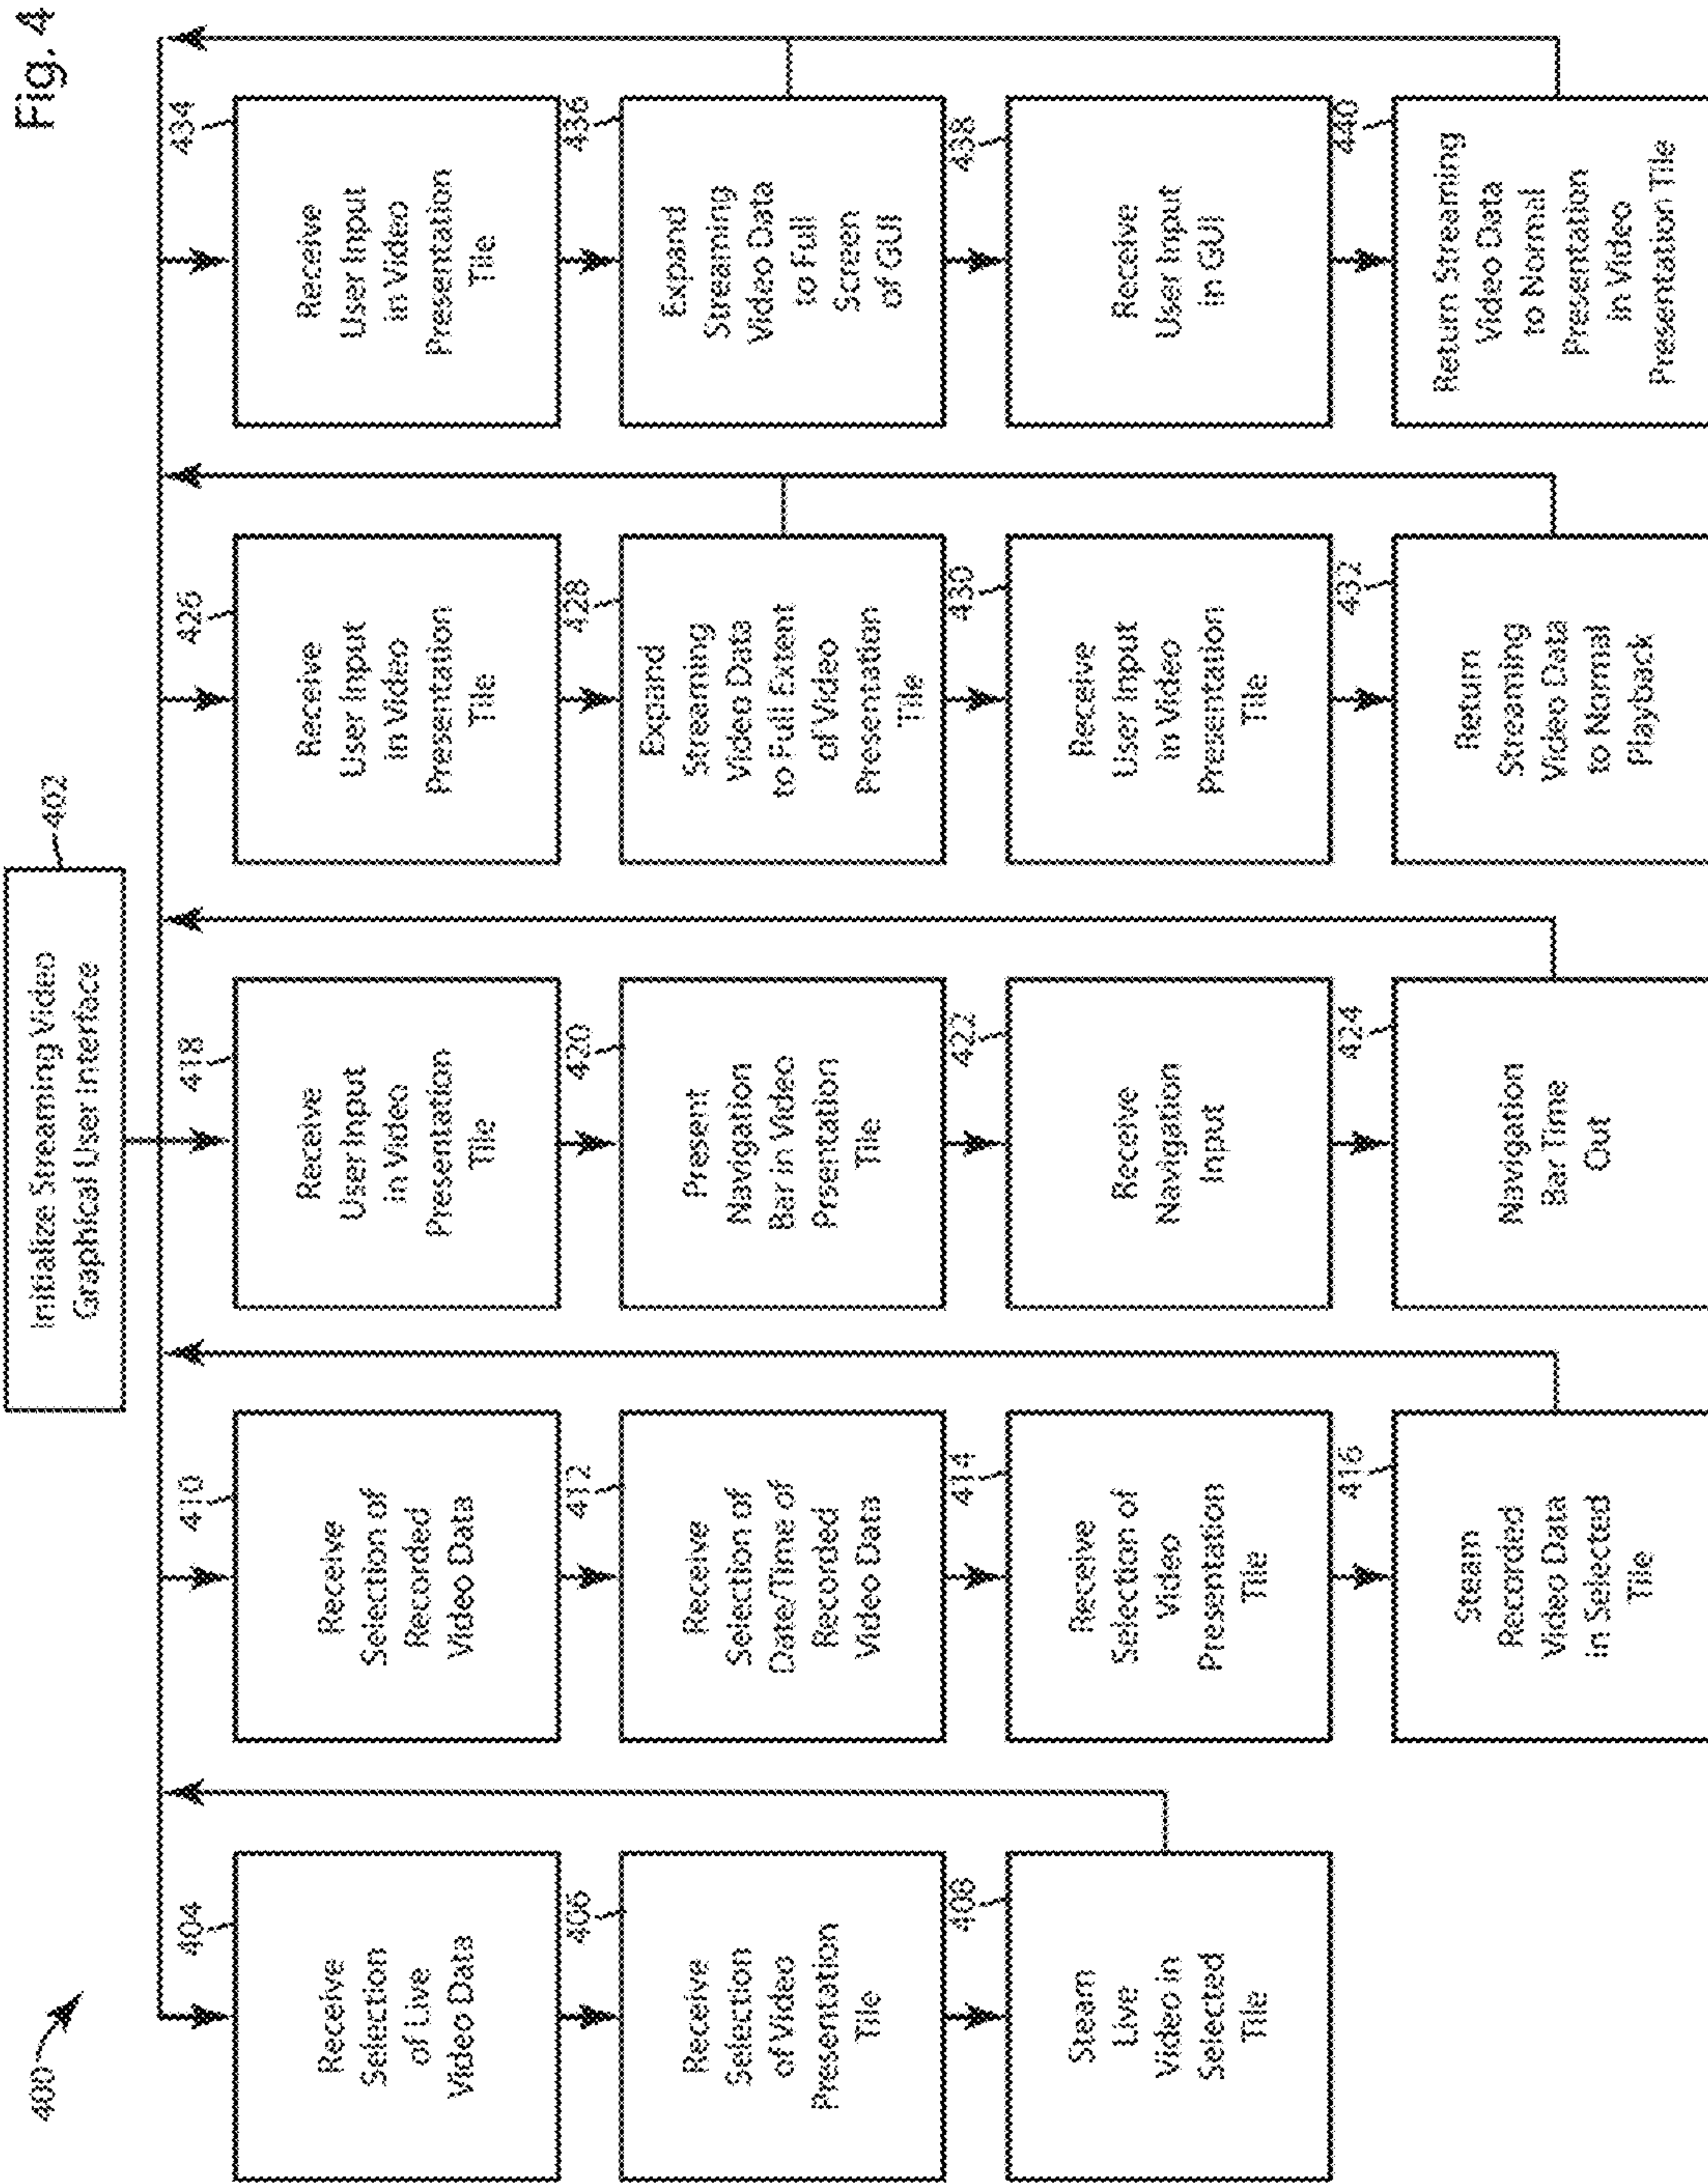 Fig. 4
400
Initialize Streaming Video
Graphical User Interface
402
404
Receive
Selection
of Live
Video Data
406
Receive
Selection
of Video
Presentation
Tile
408
Steam
Live
Video in
Selected
Tile
410
Receive
Selection of
Recorded
Video Data
412
Receive
Selection of
Date/Time of
Recorded
Video Data
414
Receive
Selection of
Video
Presentation
Tile
416
Steam
Recorded
Video Data
in Selected
Tile
418
Receive
User Input
in Video
Presentation
Tile
420
Present
Navigation
Bar in Video
Prsentation
Tile
422
Receive
Navigation
Input
424
Navigation
Bar Time
Out
426
Receive
User Input
in Video
Presentation
Tile
428
Expand
Streaming
Video Data
to Full Extent
of Video
Presentation
Tile
430
Receive
User Input
in Video
Presentation
Tile
432
Return
Streaming
Video Data
to Normal
Playback
434
Receive
User Input
in Video
Presentation
Tile
436
Expand
Streaming
Video Data
to Full
Screen
of GUI
438
Receive
User Input
in GUI
440
Return Streaming
Video Data
to Normal
Presentation
in Video
Presentation Tile